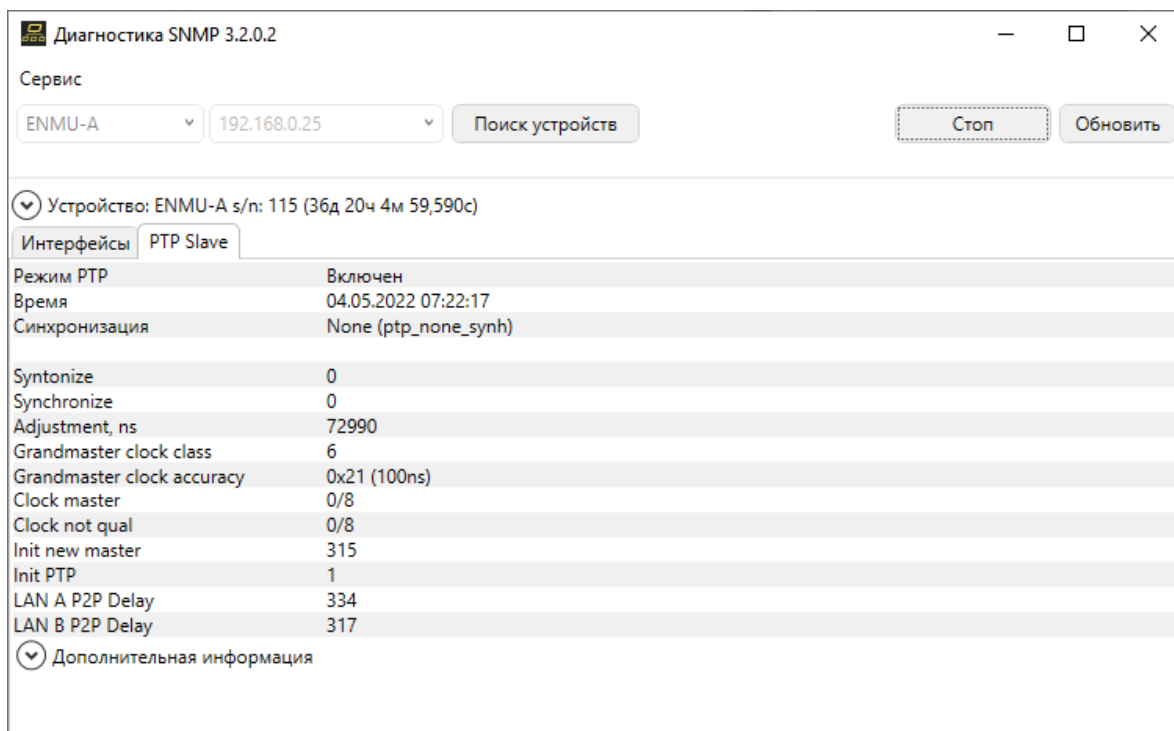 Диагностика SNMP 3.2.0.2
Сервис
ENMU-A 192.168.0.25 Поиск устройств Стоп Обновить
Устройство: ENMU-A s/n: 115 (36д 20ч 4м 59,590с)
Интерфейсы PTP Slave
Режим PTP Включен
Время 04.05.2022 07:22:17
Синхронизация None (ptp_none_synh)
Syntonize 0
Synchronize 0
Adjustment, ns 72990
Grandmaster clock class 6
Grandmaster clock accuracy 0x21 (100ns)
Clock master 0/8
Clock not qual 0/8
Init new master 315
Init PTP 1
LAN A P2P Delay 334
LAN B P2P Delay 317
Дополнительная информация